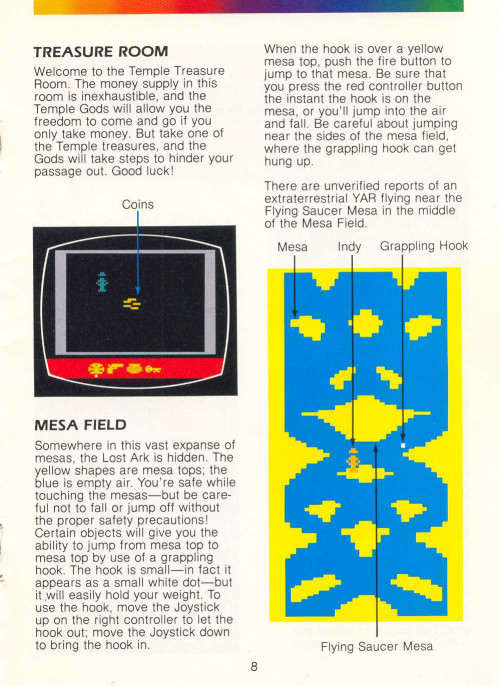 TREASURE ROOM
Welcome to the Temple Treasure
Room. The money supply in this
room is inexhaustible, and the
Temple Gods will allow you the
freedom to come and go if you
only take money. But take one of
the Temple treasures, and the
Gods will take steps to hinder your
passage out. Good luck!
Coins
MESA FIELD
Somewhere in this vast expanse of
mesas, the Lost Ark is hidden. The
yellow shapes are mesa tops; the
blue is empty air. You're safe while
touching the mesas—but be care-
ful not to fall or jump off without
the proper safety precautions!
Certain objects will give you the
ability to jump from mesa top to
mesa top by use of a grappling
hook. The hook is small—in fact it
appears as a small white dot—but
it will easily hold your weight. To
use the hook, move the Joystick
up on the right controller to let the
hook out; move the Joystick down
to bring the hook in.
When the hook is over a yellow
mesa top, push the fire button to
jump to that mesa. Be sure that
you press the red controller button
the instant the hook is on the
mesa, or you'll jump into the air
and fall. Be careful about jumping
near the sides of the mesa field,
where the grappling hook can get
hung up.
There are unverified reports of an
extraterrestrial YAR flying near the
Flying Saucer Mesa in the middle
of the Mesa Field.
Mesa Indy Grappling Hook
Flying Saucer Mesa
8